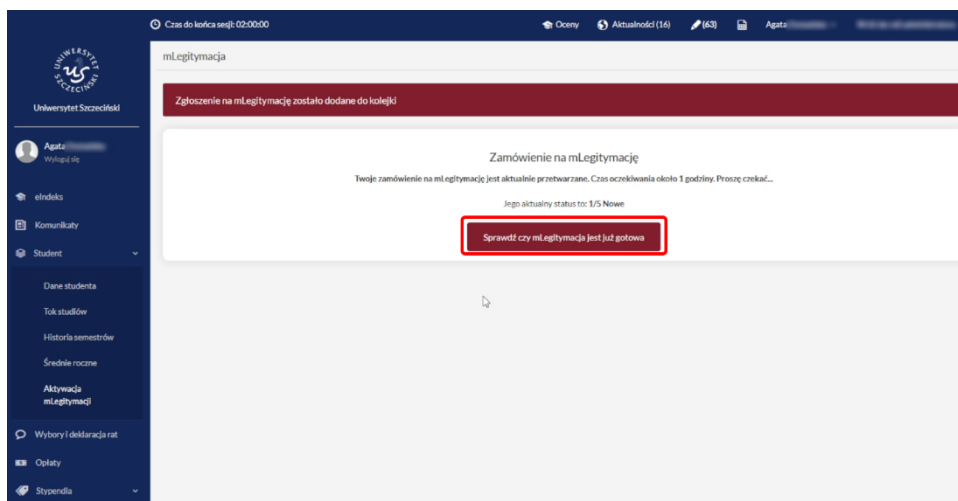 Czas do końca sesji: 02:00:00
Oceny
Aktualności (16)
(63)
Agata
UNIWERSYTET SZCZECIŃSKI
US
Uniwersytet Szczeciński
Agata
Wyloguj się
eIndeks
Komunikaty
Student
Dane studenta
Tok studiów
Historia semestrów
Średnie roczne
Aktywacja
mLegitymacji
Wybory i deklaracja rat
Opłaty
Stypendia
mLegitymacja
Zgłoszenie na mLegitymację zostało dodane do kolejki
Zamówienie na mLegitymację
Twoje zamówienie na mLegitymację jest aktualnie przetwarzane. Czas oczekiwania około 1 godziny. Proszę czekać...
Jego aktualny status to: 1/5 Nowe
Sprawdź czy mLegitymacja jest już gotowa